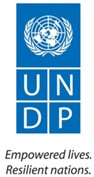 U N
D P
Empowered lives.
Resilient nations.